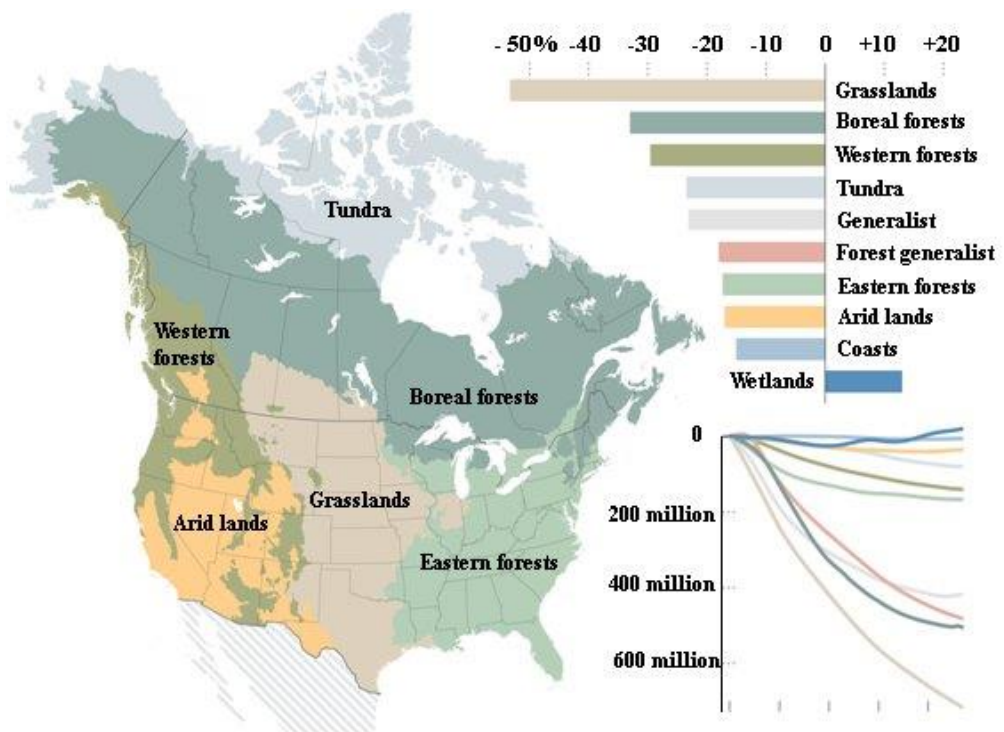 - 50% -40 -30 -20 -10 0 +10 +20
Grasslands
Boreal forests
Western forests
Tundra
Generalist
Forest generalist
Eastern forests
Arid lands
Coasts
Wetlands
Tundra
Western
forests
Boreal forests
Grasslands
Arid lands
Eastern forests
0
200 million
400 million
600 million